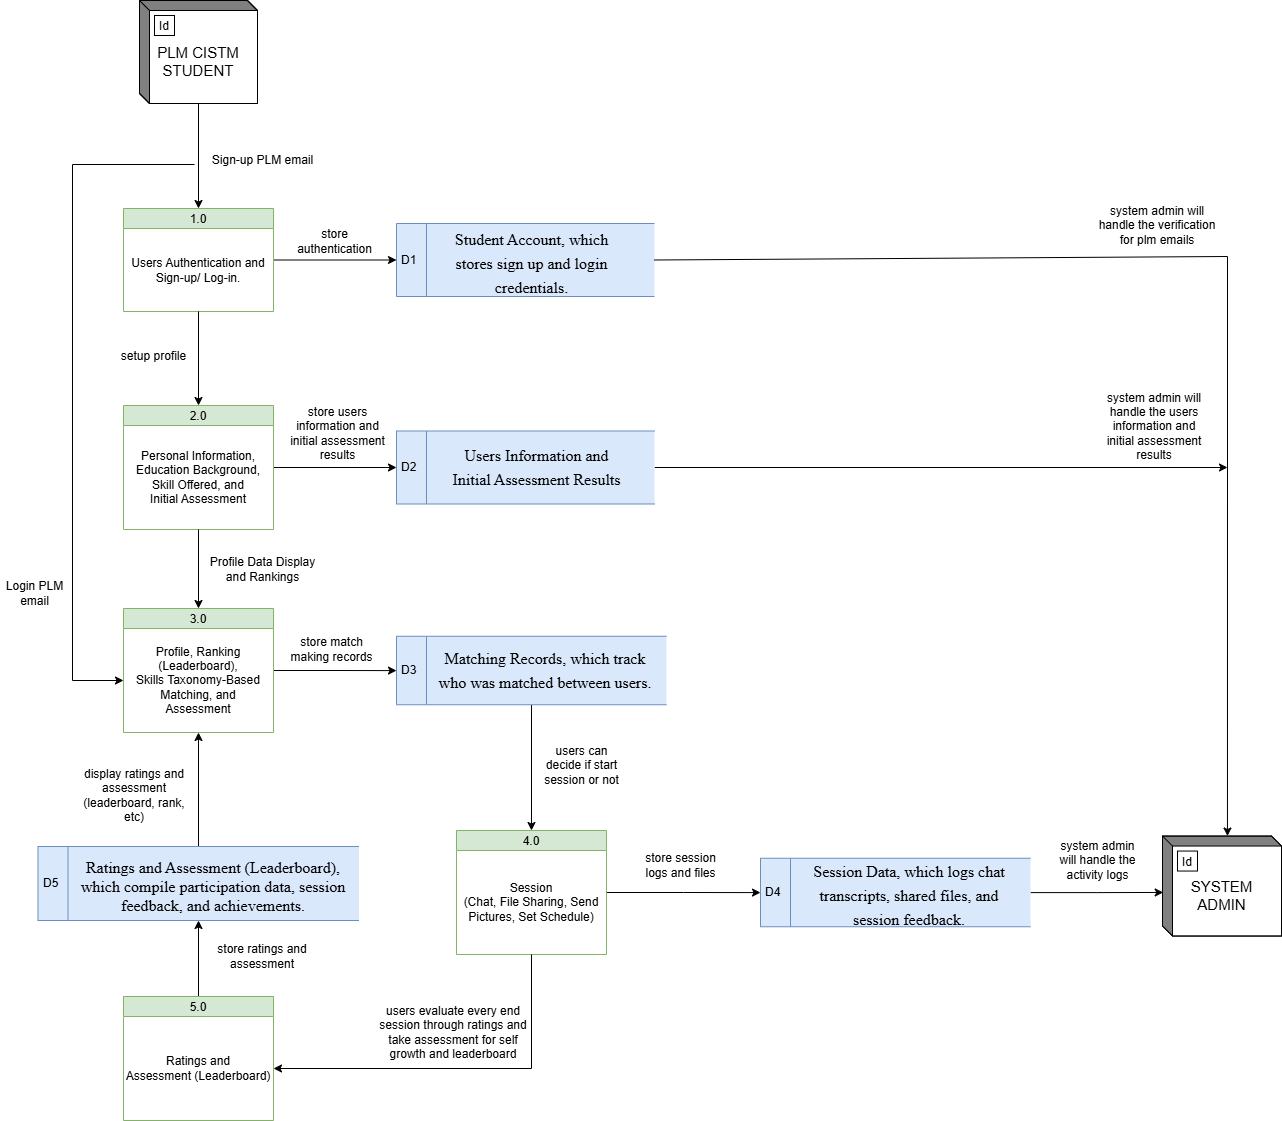 Id
PLM CISTM
STUDENT
Sign-up PLM email
1.0
Users Authentication and
Sign-up/ Log-in.
store
authentication
D1
Student Account, which
stores sign up and login
credentials.
system admin will
handle the verification
for plm emails
setup profile
2.0
Personal Information,
Education Background,
Skill Offered, and
Initial Assessment
store users
information and
initial assessment
results
D2
Users Information and
Initial Assessment Results
system admin will
handle the users
information and
initial assessment
results
Profile Data Display
and Rankings
Login PLM
email
3.0
Profile, Ranking
(Leaderboard),
Skills Taxonomy-Based
Matching, and
Assessment
store match
making records
D3
Matching Records, which track
who was matched between users.
users can
decide if start
session or not
display ratings and
assessment
(leaderboard, rank,
etc)
4.0
Session
(Chat, File Sharing, Send
Pictures, Set Schedule)
store session
logs and files
D4
Session Data, which logs chat
transcripts, shared files, and
session feedback.
system admin
will handle the
activity logs
Id
SYSTEM
ADMIN
D5
Ratings and Assessment (Leaderboard),
which compile participation data, session
feedback, and achievements.
store ratings and
assessment
users evaluate every end
session through ratings and
take assessment for self
growth and leaderboard
5.0
Ratings and
Assessment (Leaderboard)